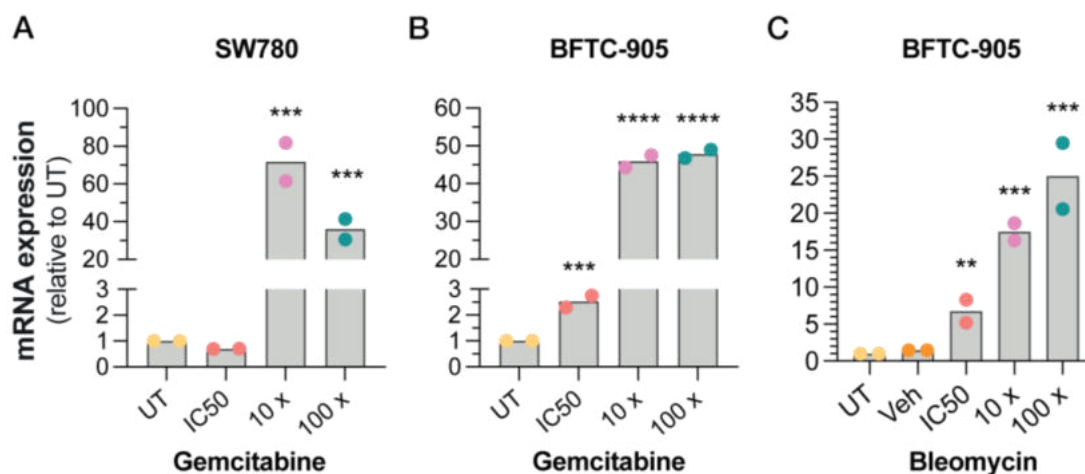 A
SW780
mRNA expression
(relative to UT)
100
80
60
40
20
3
2
1
0
***
***
UT
IC50
10 x
100 x
Gemcitabine
B
BFTC-905
60
50
40
30
20
3
2
1
0
***
****
****
UT
IC50
10 x
100 x
Gemcitabine
C
BFTC-905
35
30
25
20
15
10
5
0
**
***
***
UT
Veh
IC50
10 x
100 x
Bleomycin